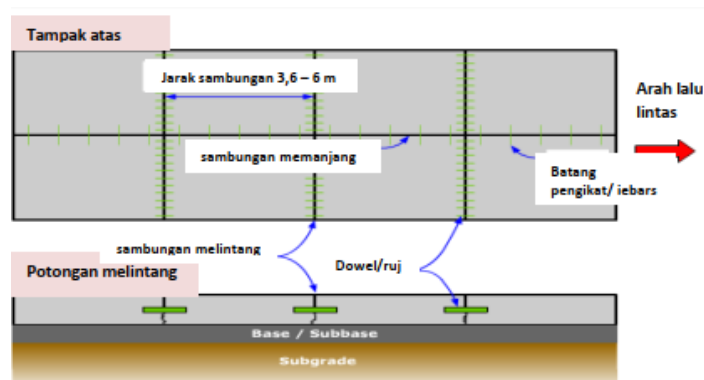 Tampak atas
Jarak sambungan 3,6 – 6 m
Arah lalu
lintas
sambungan memanjang
Batang
pengikat/ iebars
sambungan melintang
Dowel/ruj
Potongan melintang
Base / Subbase
Subgrade